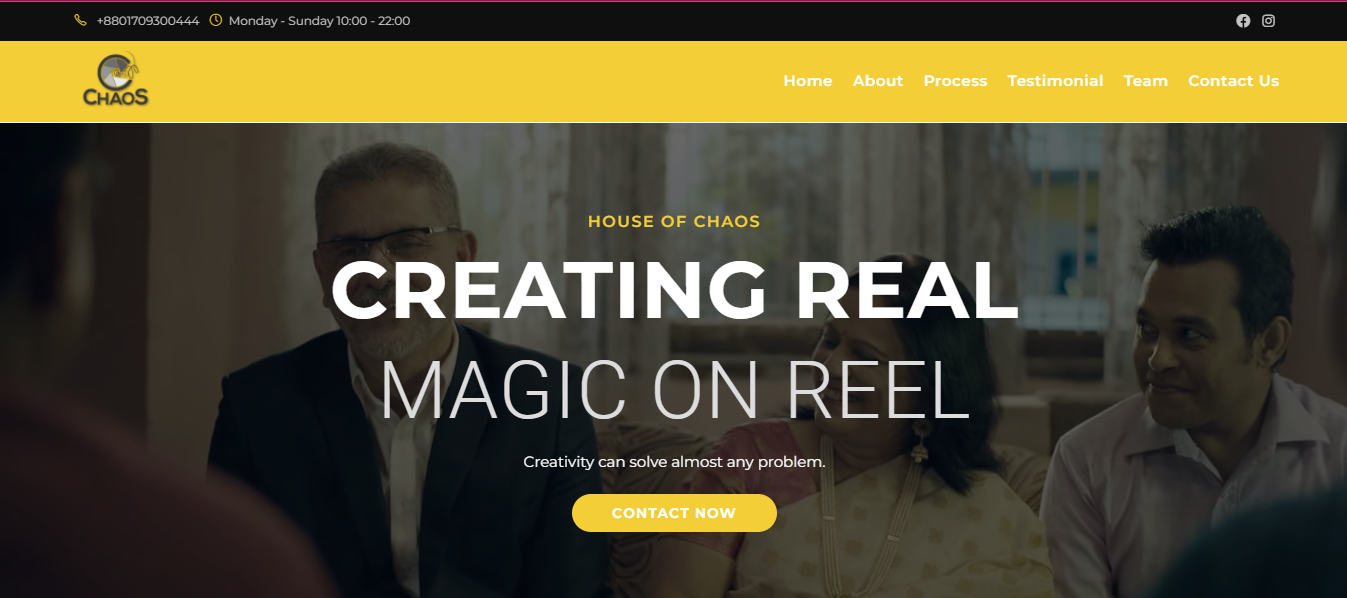 +8801709300444 Monday - Sunday 10:00 - 22:00
CHAOS
Home About Process Testimonial Team Contact Us
HOUSE OF CHAOS
CREATING REAL
MAGIC ON REEL
Creativity can solve almost any problem.
CONTACT NOW